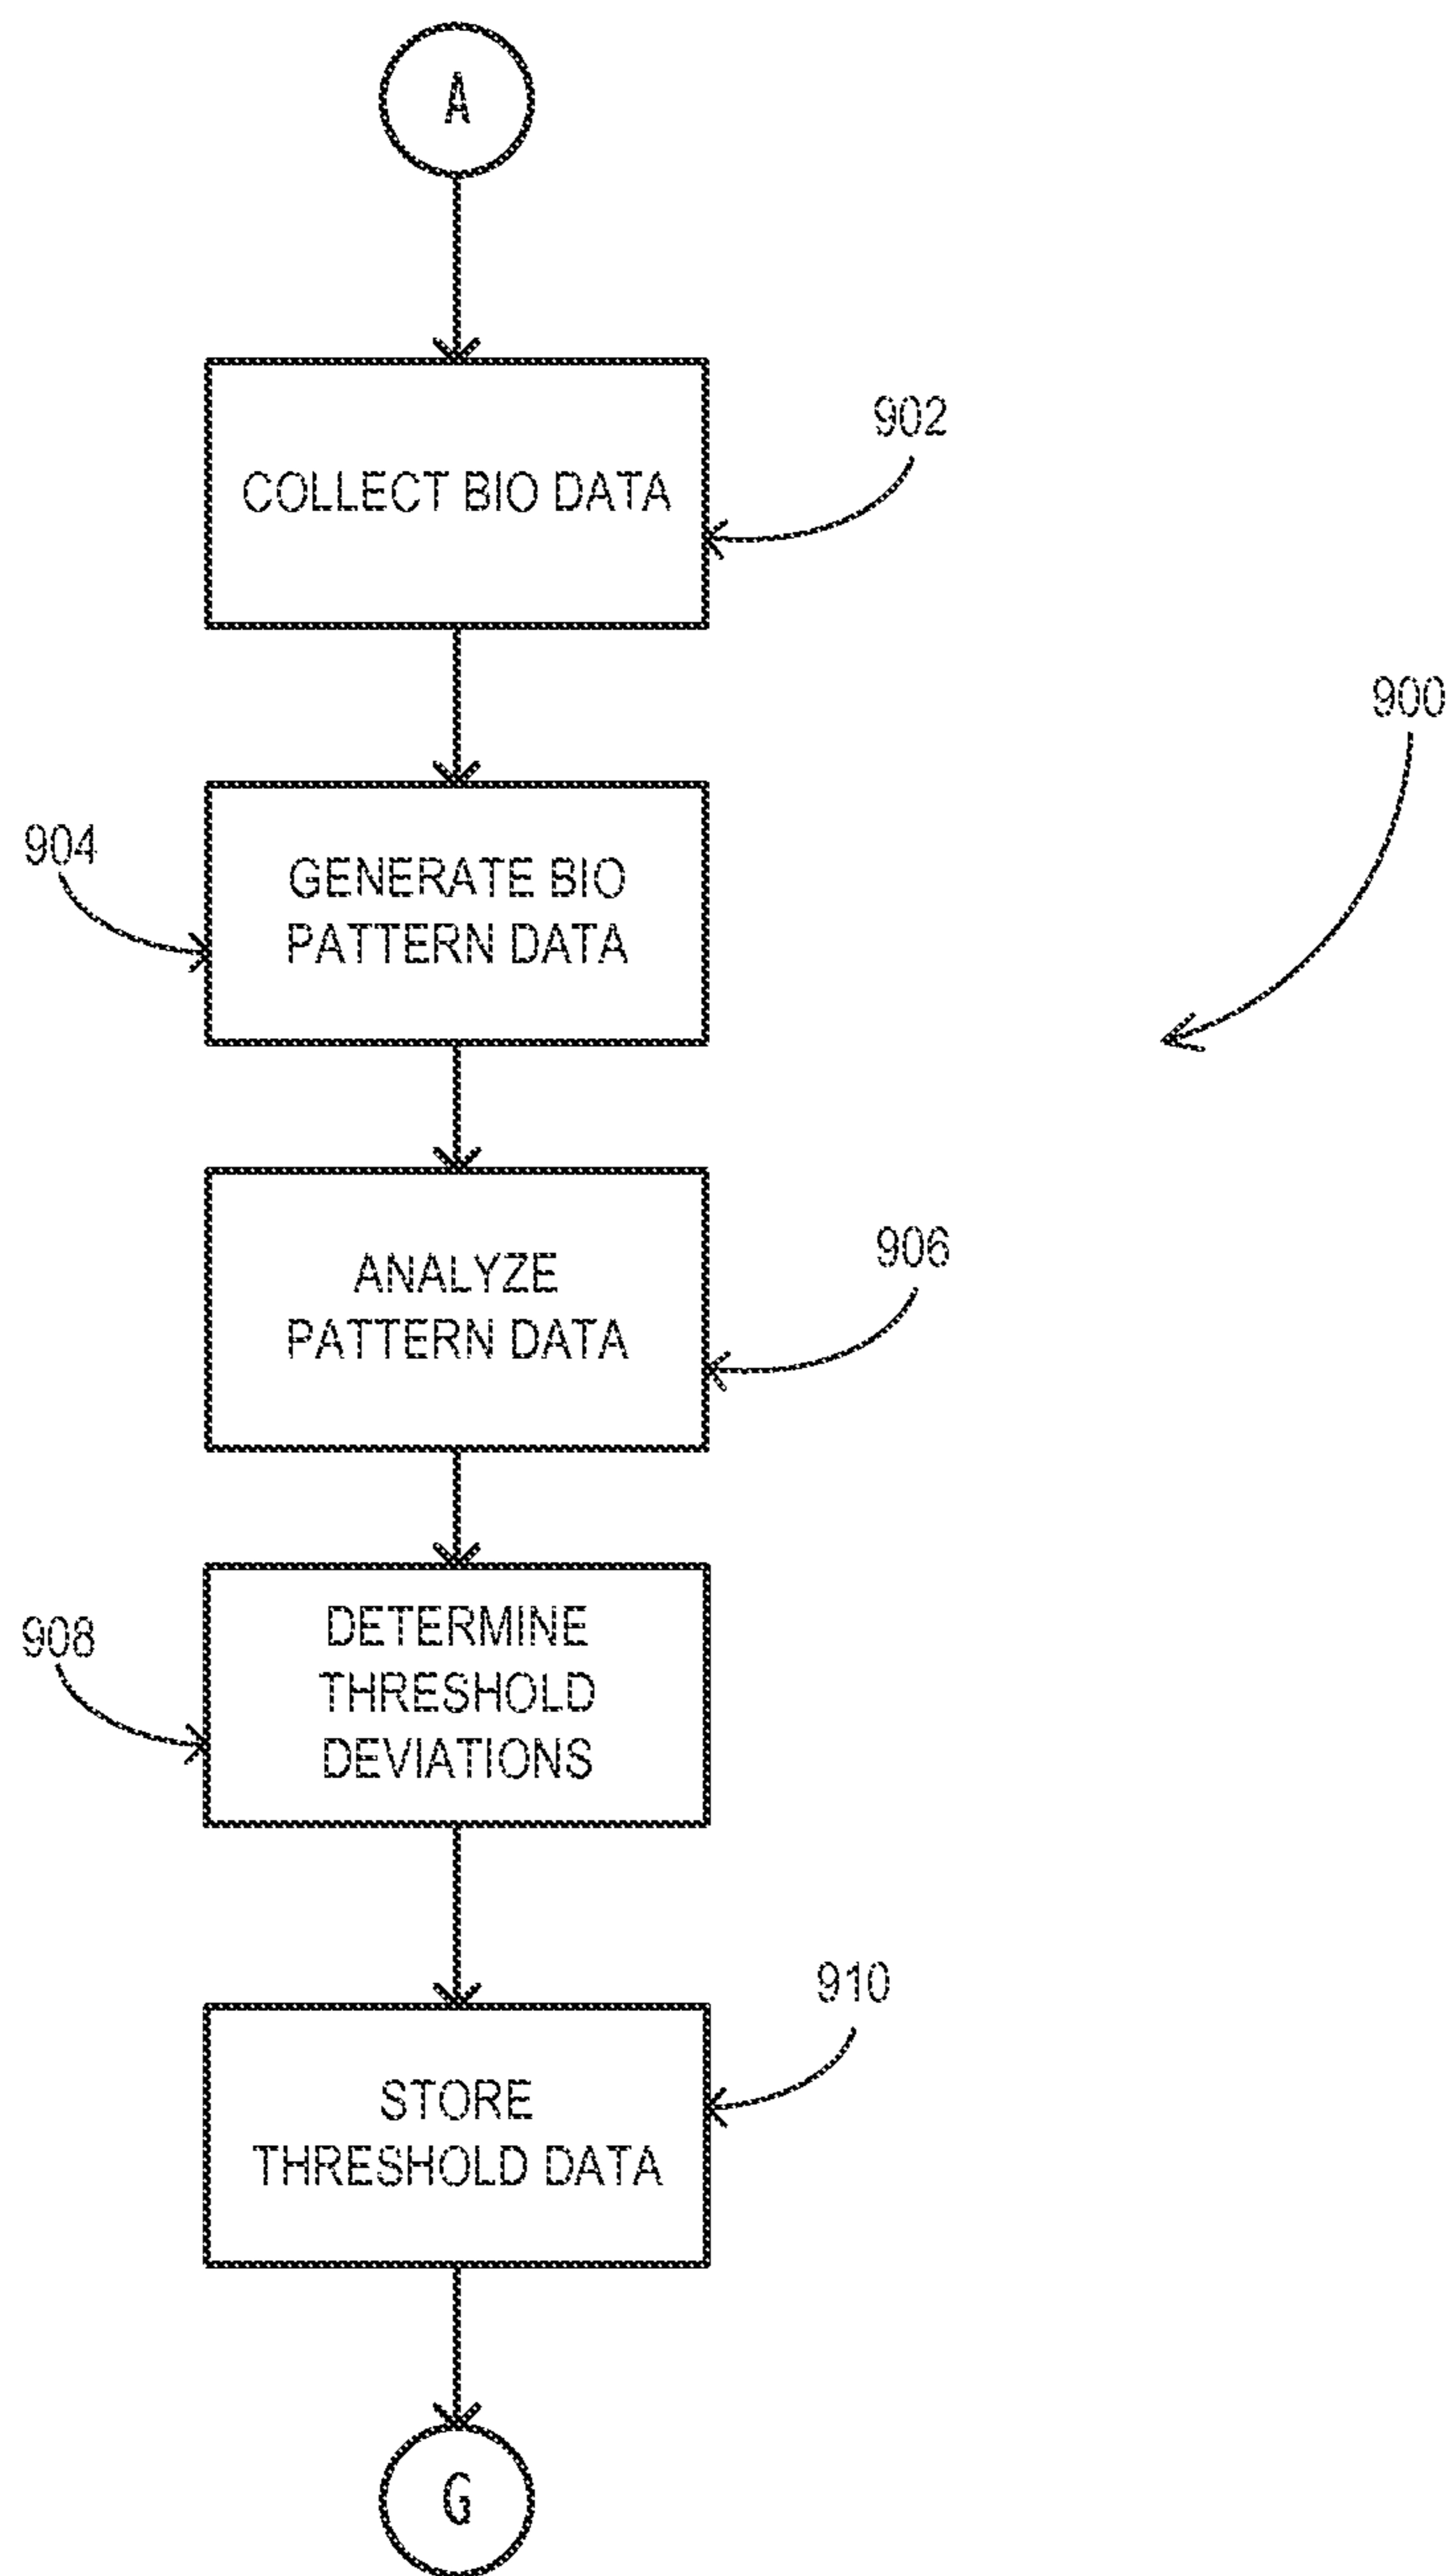 A
COLLECT BIO DATA
902
900
904
GENERATE BIO
PATTERN DATA
906
ANALYZE
PATTERN DATA
908
DETERMINE
THRESHOLD
DEVIATIONS
910
STORE
THRESHOLD DATA
G